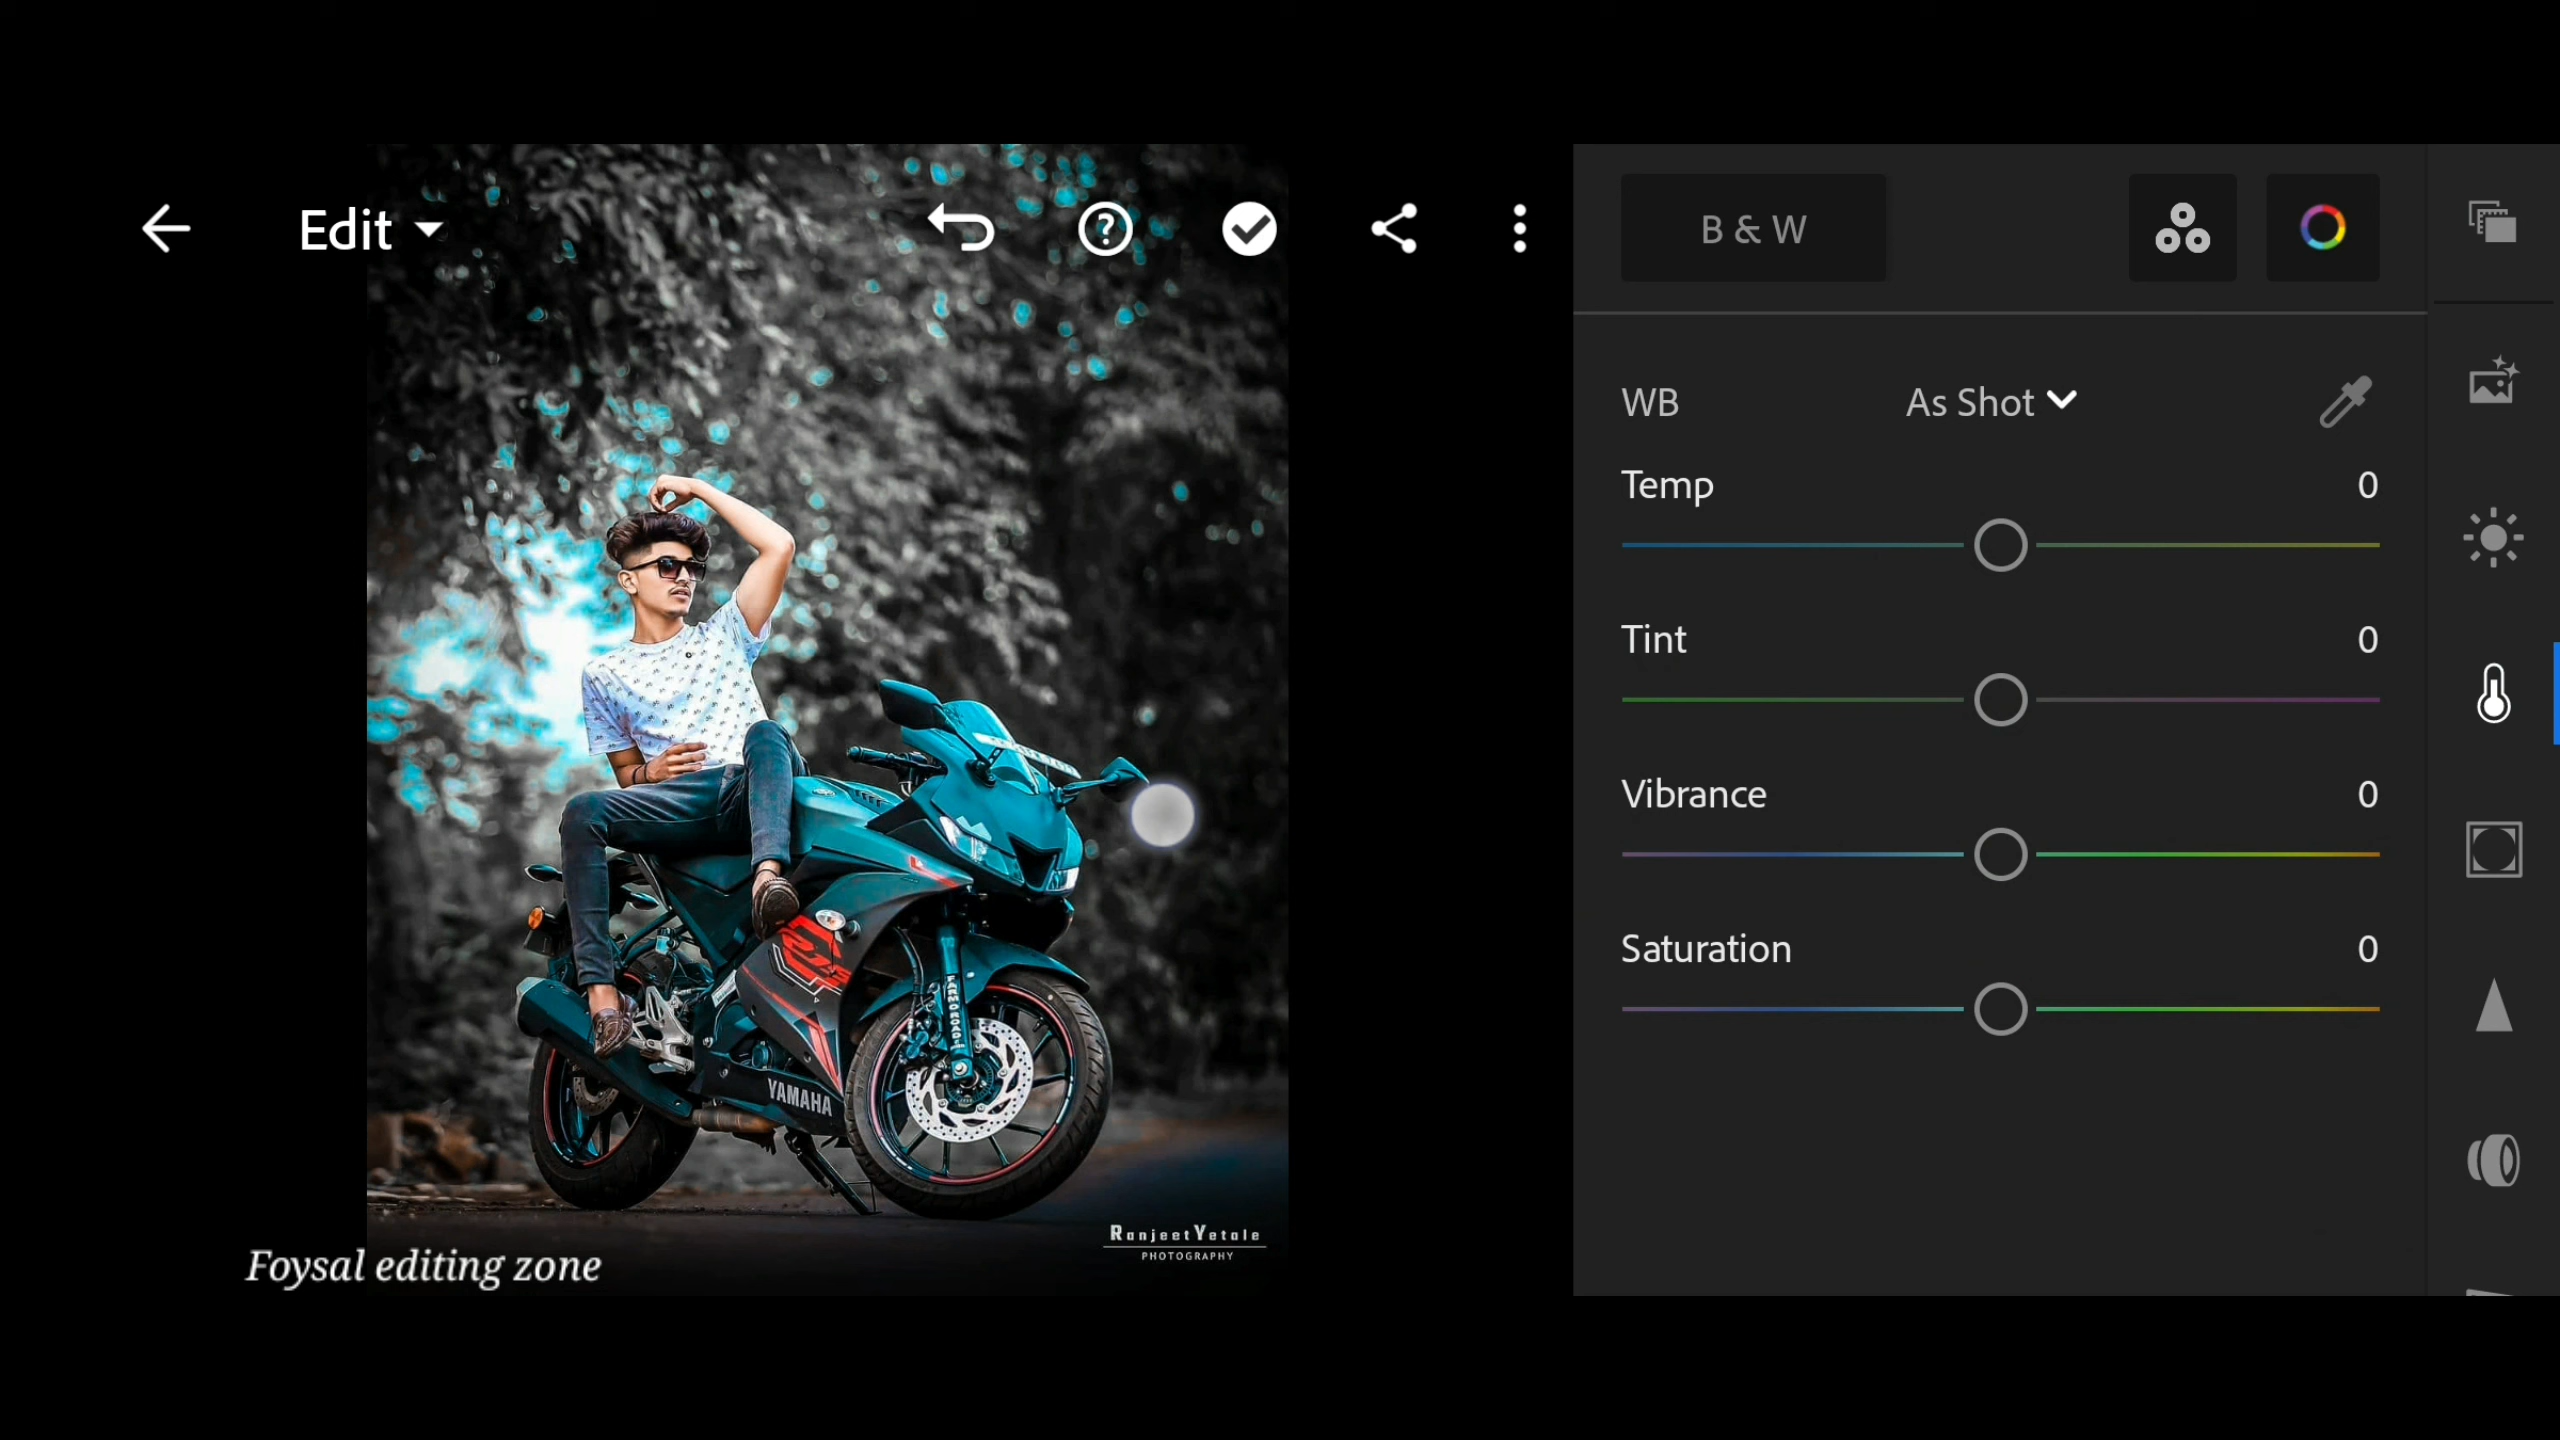 Edit
B & W
WB
As Shot
Temp
0
Tint
0
Vibrance
0
Saturation
0
YAMAHA
RanjeetYetale
PHOTOGRAPHY
Foysal editing zone